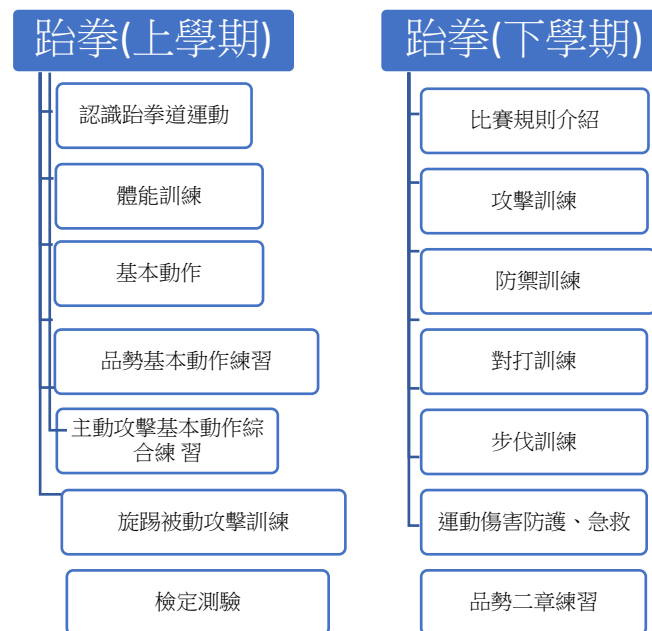 跆拳(上學期)
認識跆拳道運動
體能訓練
基本動作
品勢基本動作練習
主動攻擊基本動作綜
合練 習
旋踢被動攻擊訓練
檢定測驗
跆拳(下學期)
比賽規則介紹
攻擊訓練
防禦訓練
對打訓練
步伐訓練
運動傷害防護、急救
品勢二章練習